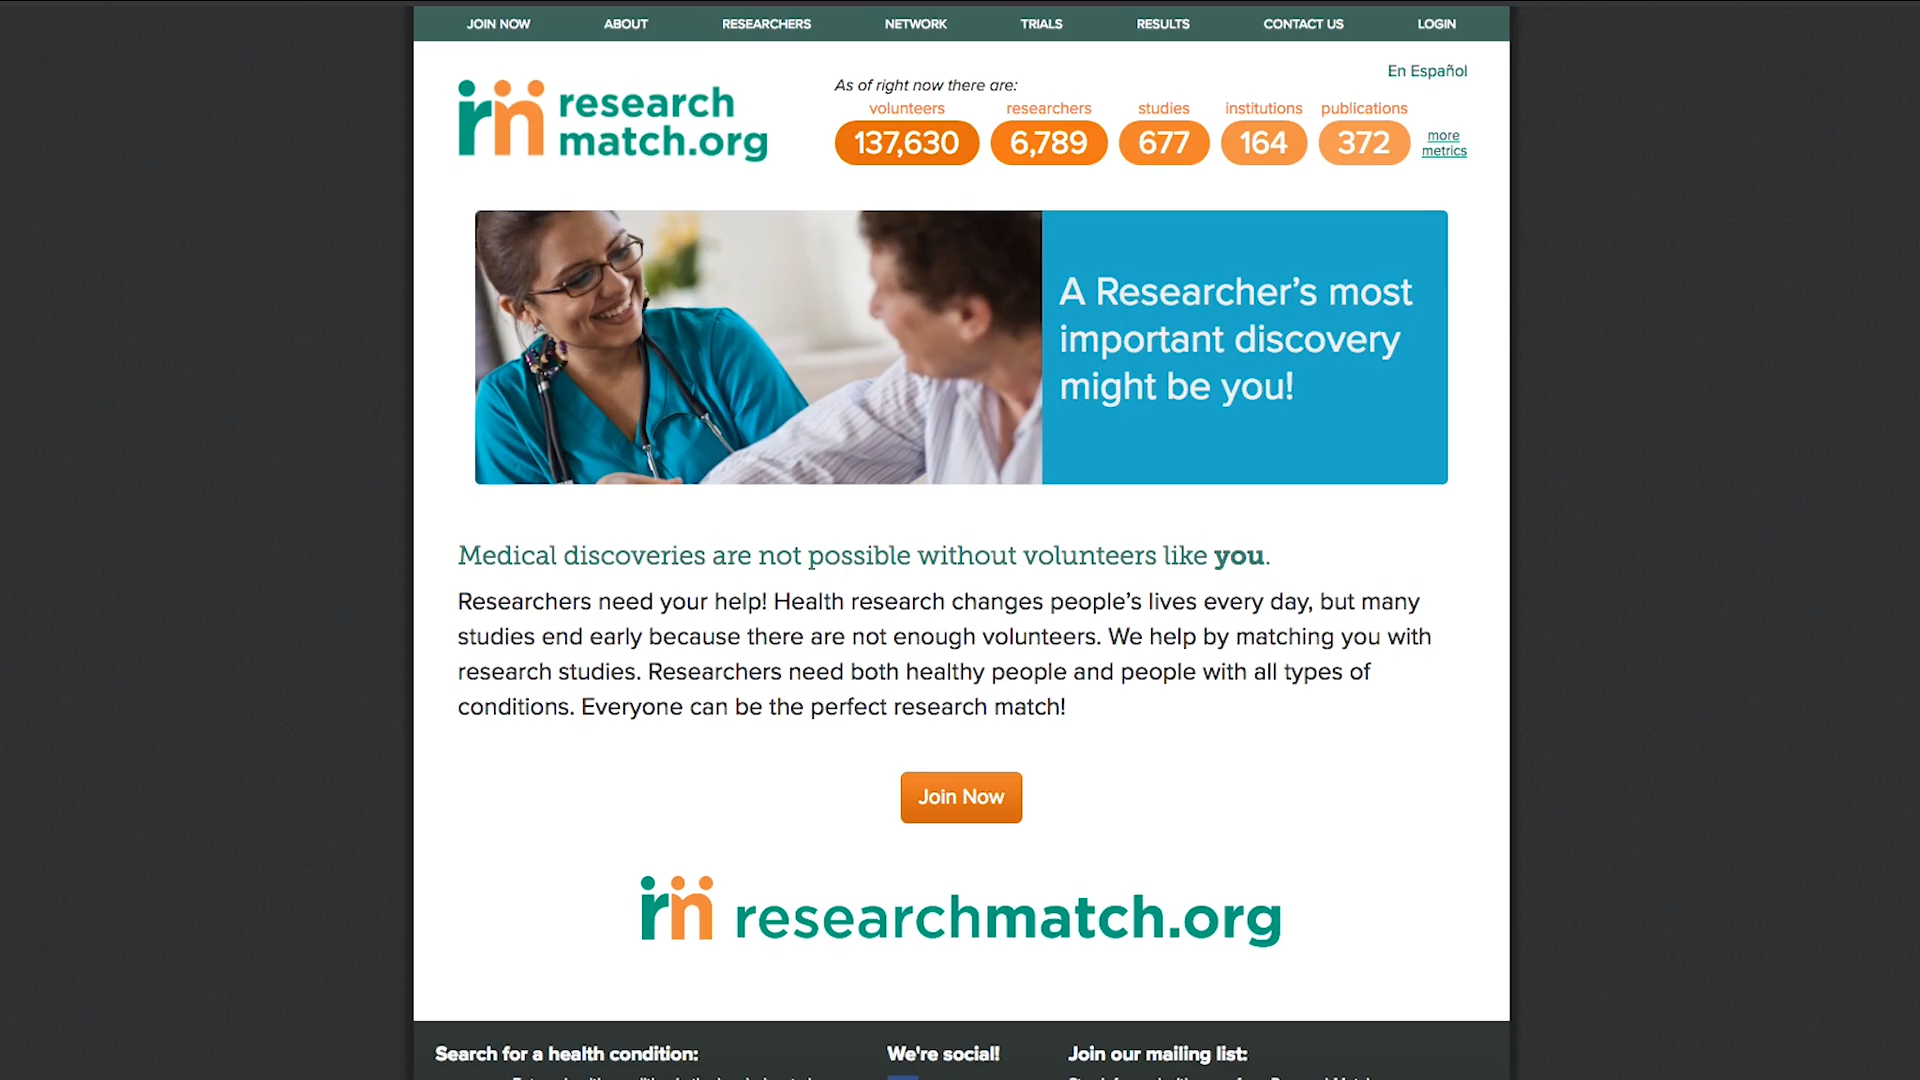 JOIN NOW ABOUT RESEARCHERS NETWORK TRIALS RESULTS CONTACT US LOGIN
En Español
research
match.org
As of right now there are:
volunteers researchers studies institutions publications
137,630 6,789 677 164 372
more
metrics
A Researcher’s most
important discovery
might be you!
Medical discoveries are not possible without volunteers like you.
Researchers need your help! Health research changes people’s lives every day, but many
studies end early because there are not enough volunteers. We help by matching you with
research studies. Researchers need both healthy people and people with all types of
conditions. Everyone can be the perfect research match!
Join Now
researchmatch.org
Search for a health condition: We're social! Join our mailing list: